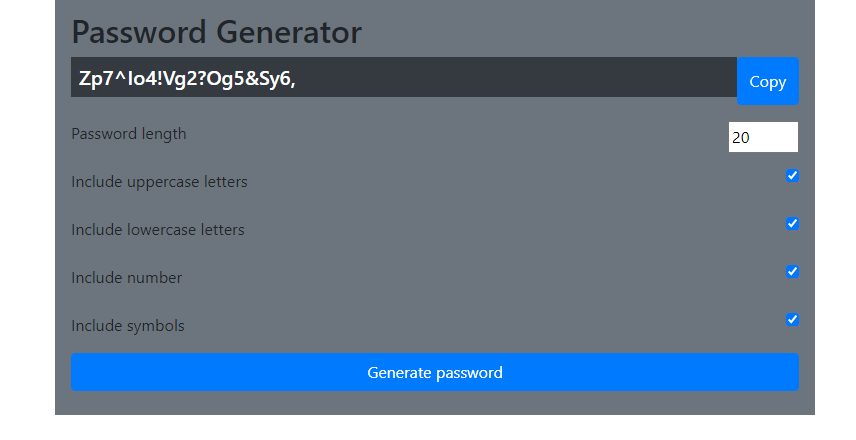 Password Generator
Zp7^Io4!Vg2?Og5&Sy6,
Copy
Password length
20
Include uppercase letters
Include lowercase letters
Include number
Include symbols
Generate password